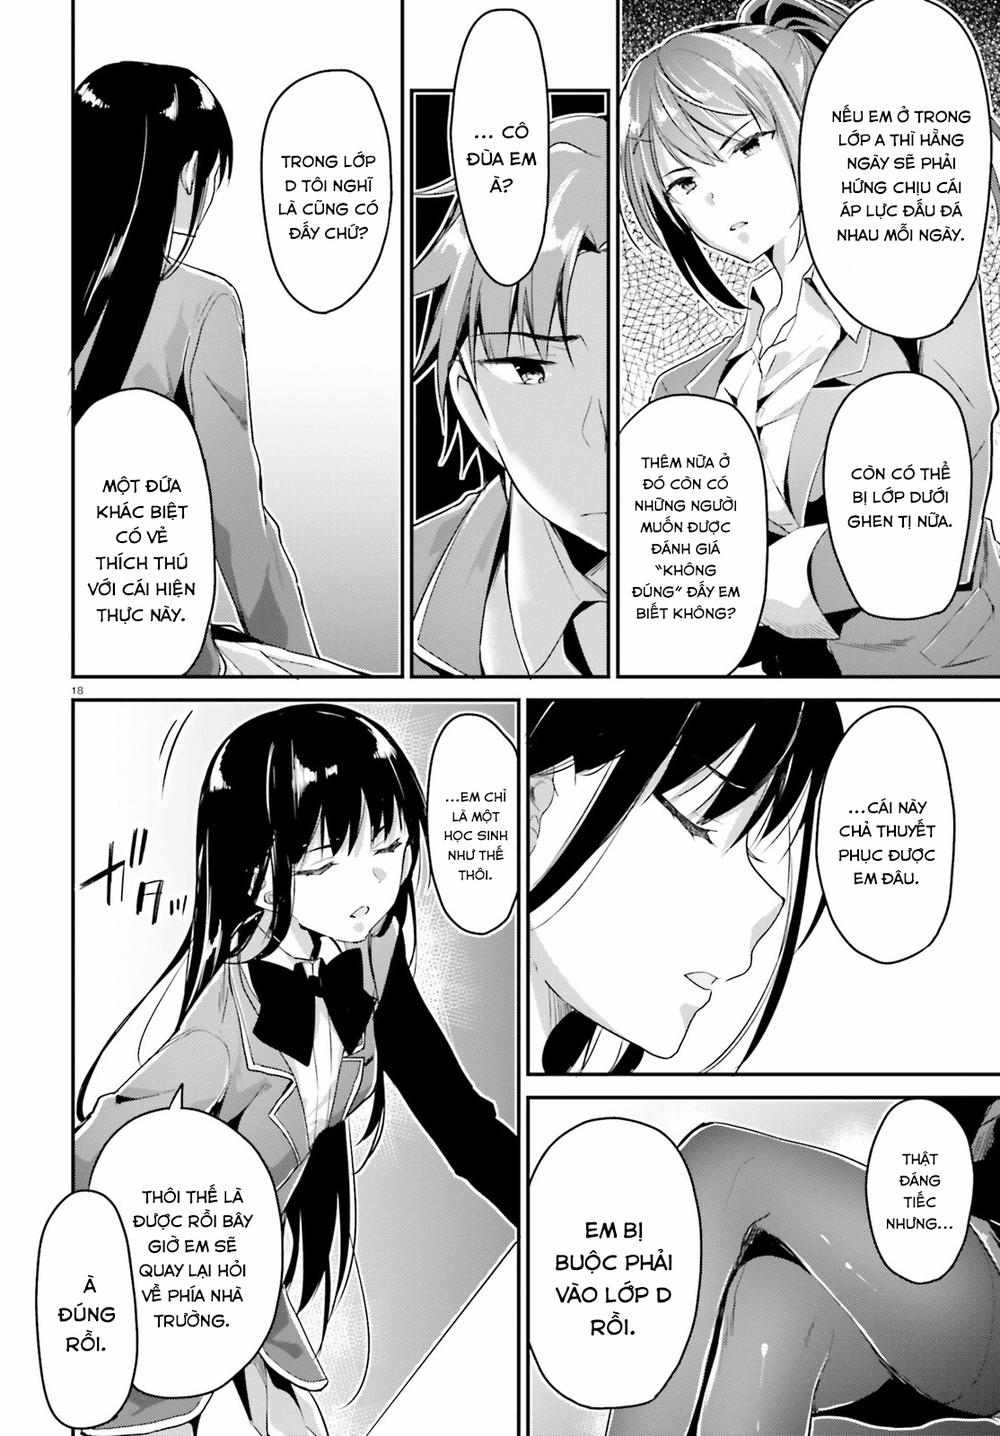 NẾU EM Ở TRONG
LỚP A THÌ HẰNG
NGÀY SẼ PHẢI
HỨNG CHỊU CÁI
ÁP LỰC ĐẤU ĐÁ
NHAU MỖI NGÀY.
CÒN CÓ THỂ
BỊ LỚP DƯỚI
GHEN TỊ NỮA.
THÊM NỮA Ở
ĐÓ CÒN CÓ
NHỮNG NGƯỜI
MUỐN ĐƯỢC
ĐÁNH GIÁ
"KHÔNG
ĐÚNG" ĐẤY EM
BIẾT KHÔNG?
... CÔ
ĐÙA EM
À?
TRONG LỚP
D TÔI NGHĨ
LÀ CŨNG CÓ
ĐẤY CHỨ?
MỘT ĐỨA
KHÁC BIỆT
CÓ VẺ
THÍCH THÚ
VỚI CÁI HIỆN
THỰC NÀY.
18
...CÁI NÀY
CHẢ THUYẾT
PHỤC ĐƯỢC
EM ĐÂU.
THẬT
ĐÁNG
TIẾC
NHƯNG...
EM BỊ
BUỘC PHẢI
VÀO LỚP D
RỒI.
...EM CHỈ
LÀ MỘT
HỌC SINH
NHƯ THẾ
THÔI.
ガタッ
THÔI THẾ LÀ
ĐƯỢC RỒI BÂY
GIỜ EM SẼ
QUAY LẠI HỎI
VỀ PHÍA NHÀ
TRƯỜNG.
À
ĐÚNG
RỒI.